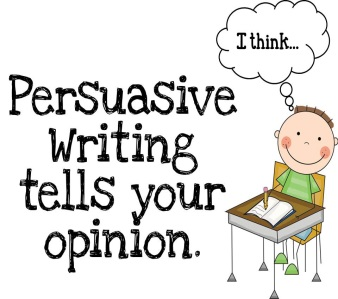 I think...
Persuasive
Writing
tells your
opinion.